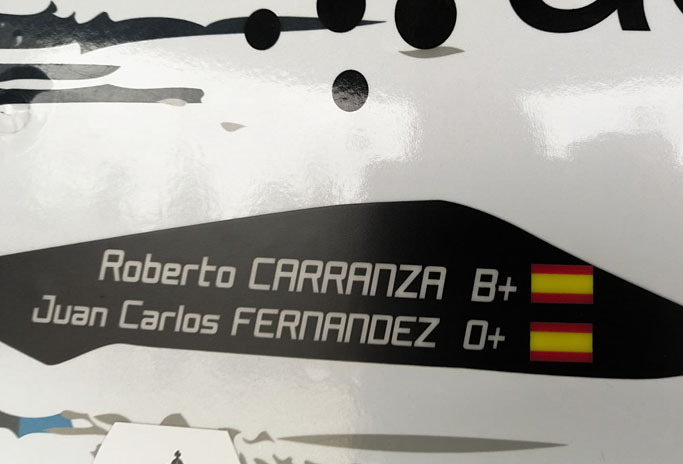 Roberto CARRANZA B+
Juan Carlos FERNANDEZ O+